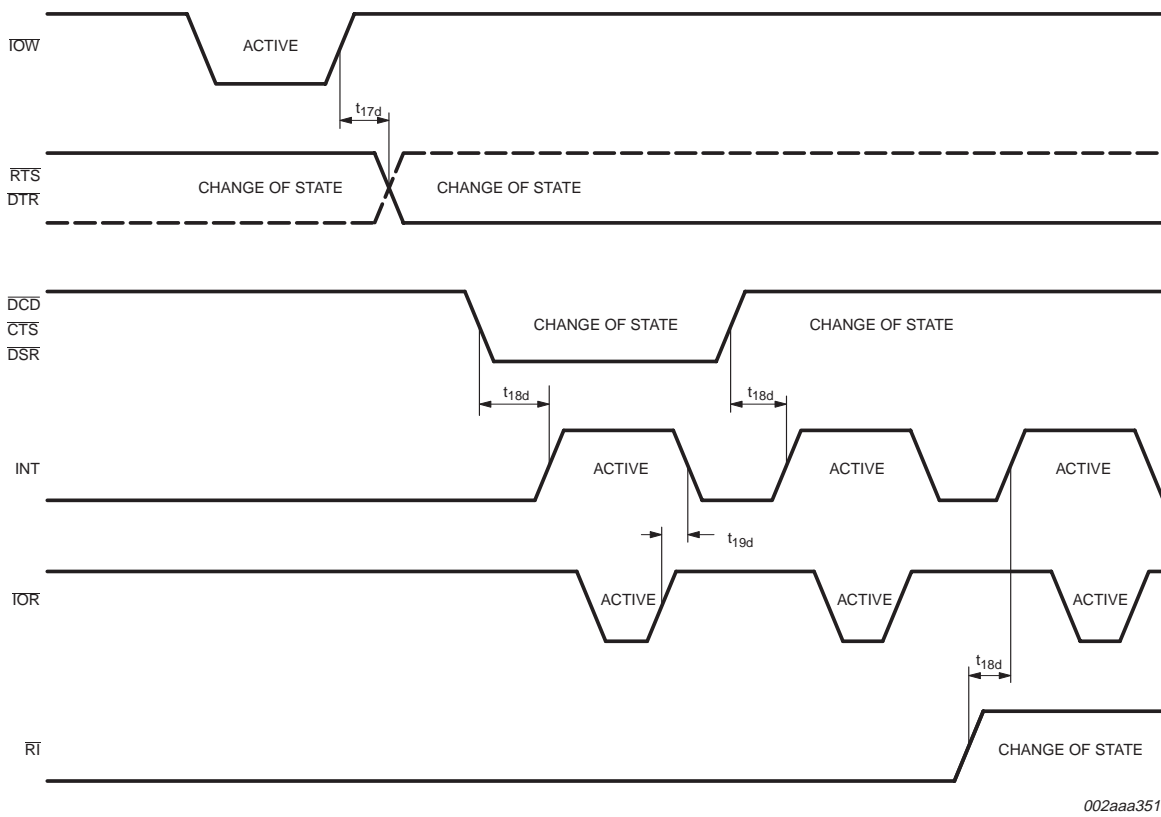 IOW
ACTIVE
t17d
RTS
DTR
CHANGE OF STATE
CHANGE OF STATE
DCD
CTS
DSR
CHANGE OF STATE
CHANGE OF STATE
t18d
t18d
INT
ACTIVE
ACTIVE
ACTIVE
t19d
IOR
ACTIVE
ACTIVE
ACTIVE
t18d
RI
CHANGE OF STATE
002aaa351